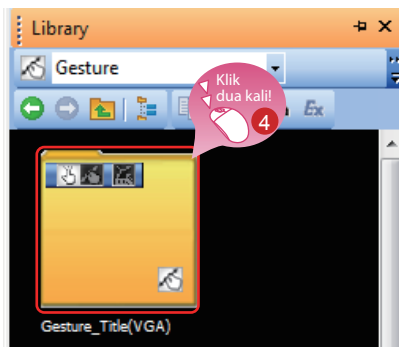 Library
Gesture
Klik
dua kali!
4
Ex
Gesture_Title(VGA)